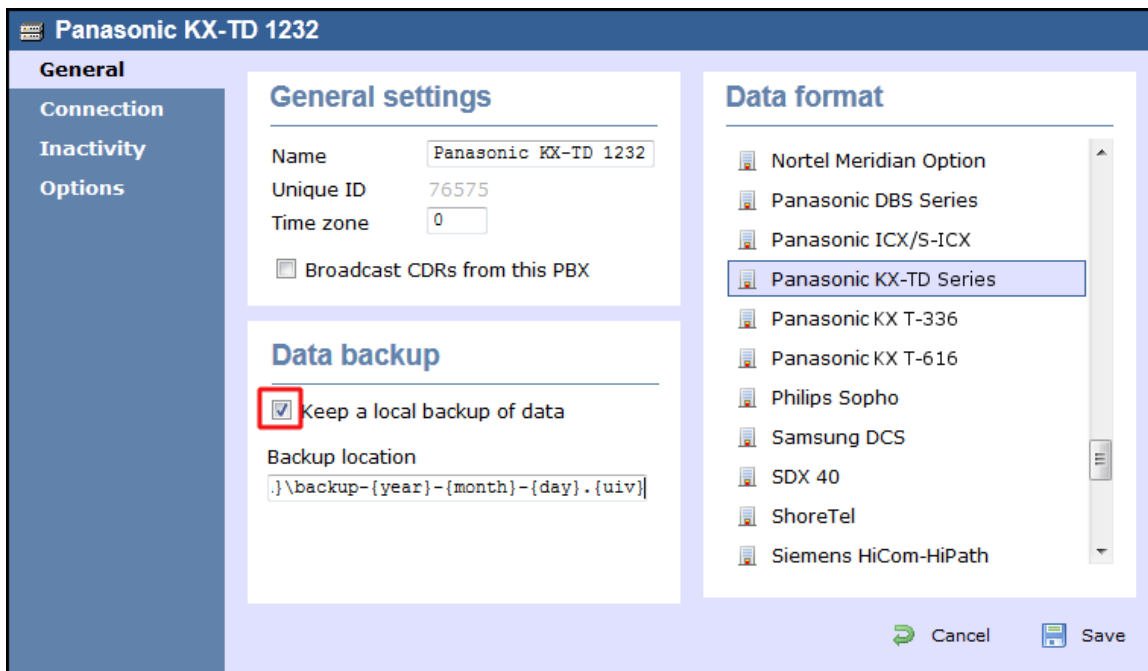 Panasonic KX-TD 1232
General
Connection
Inactivity
Options
General settings
Name Panasonic KX-TD 1232
Unique ID 76575
Time zone 0
Broadcast CDRs from this PBX
Data backup
Keep a local backup of data
Backup location
.}\backup-{year}-{month}-{day}.{uiv}
Data format
Nortel Meridian Option
Panasonic DBS Series
Panasonic ICX/S-ICX
Panasonic KX-TD Series
Panasonic KX T-336
Panasonic KX T-616
Philips Sopho
Samsung DCS
SDX 40
ShoreTel
Siemens HiCom-HiPath
Cancel Save